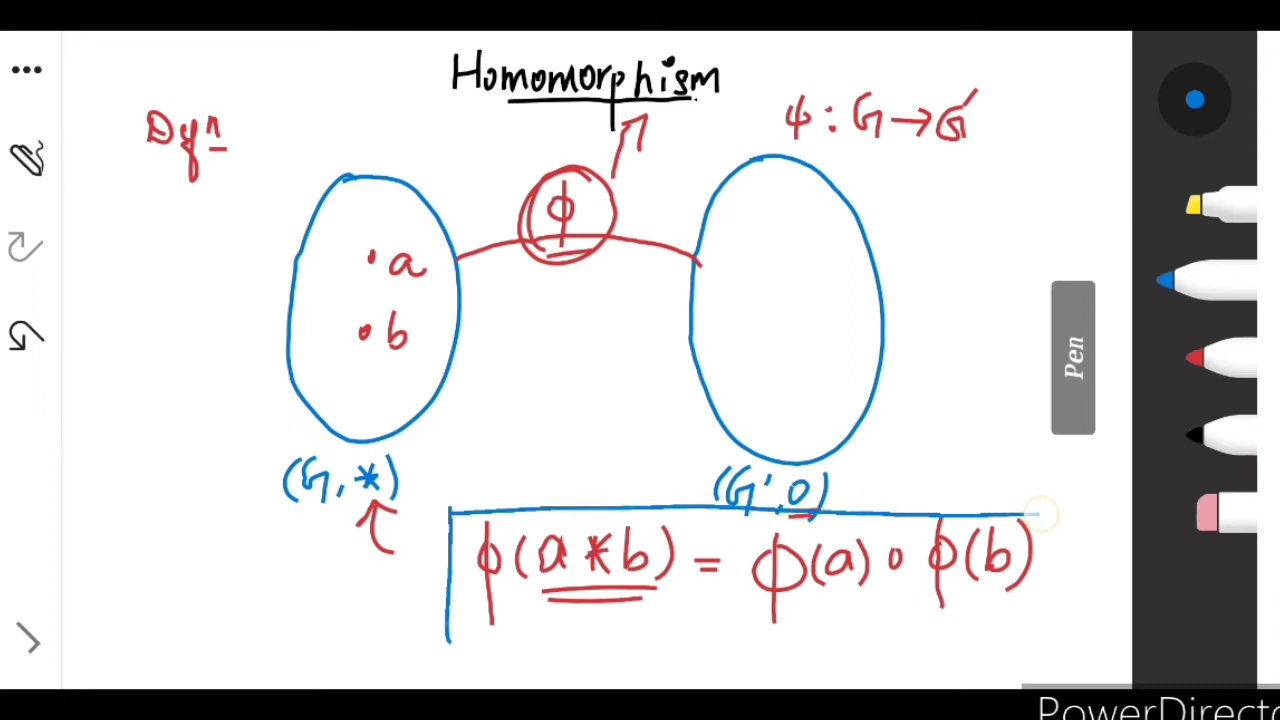 Homomorphism
Defn
ϕ : G → G'
ϕ
a
b
(G, *)
(G', o)
ϕ(a * b) = ϕ(a) o ϕ(b)
Pen
PowerDirecto